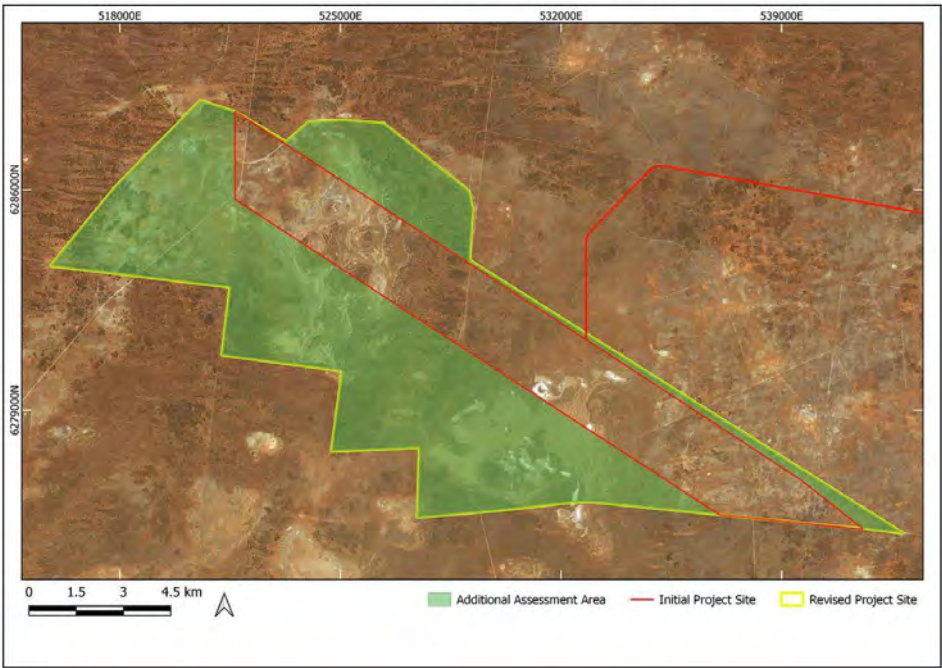 518000E 525000E 532000E 539000E
6286000N
6279000N
0 1.5 3 4.5 km
Additional Assessment Area Initial Project Site Revised Project Site